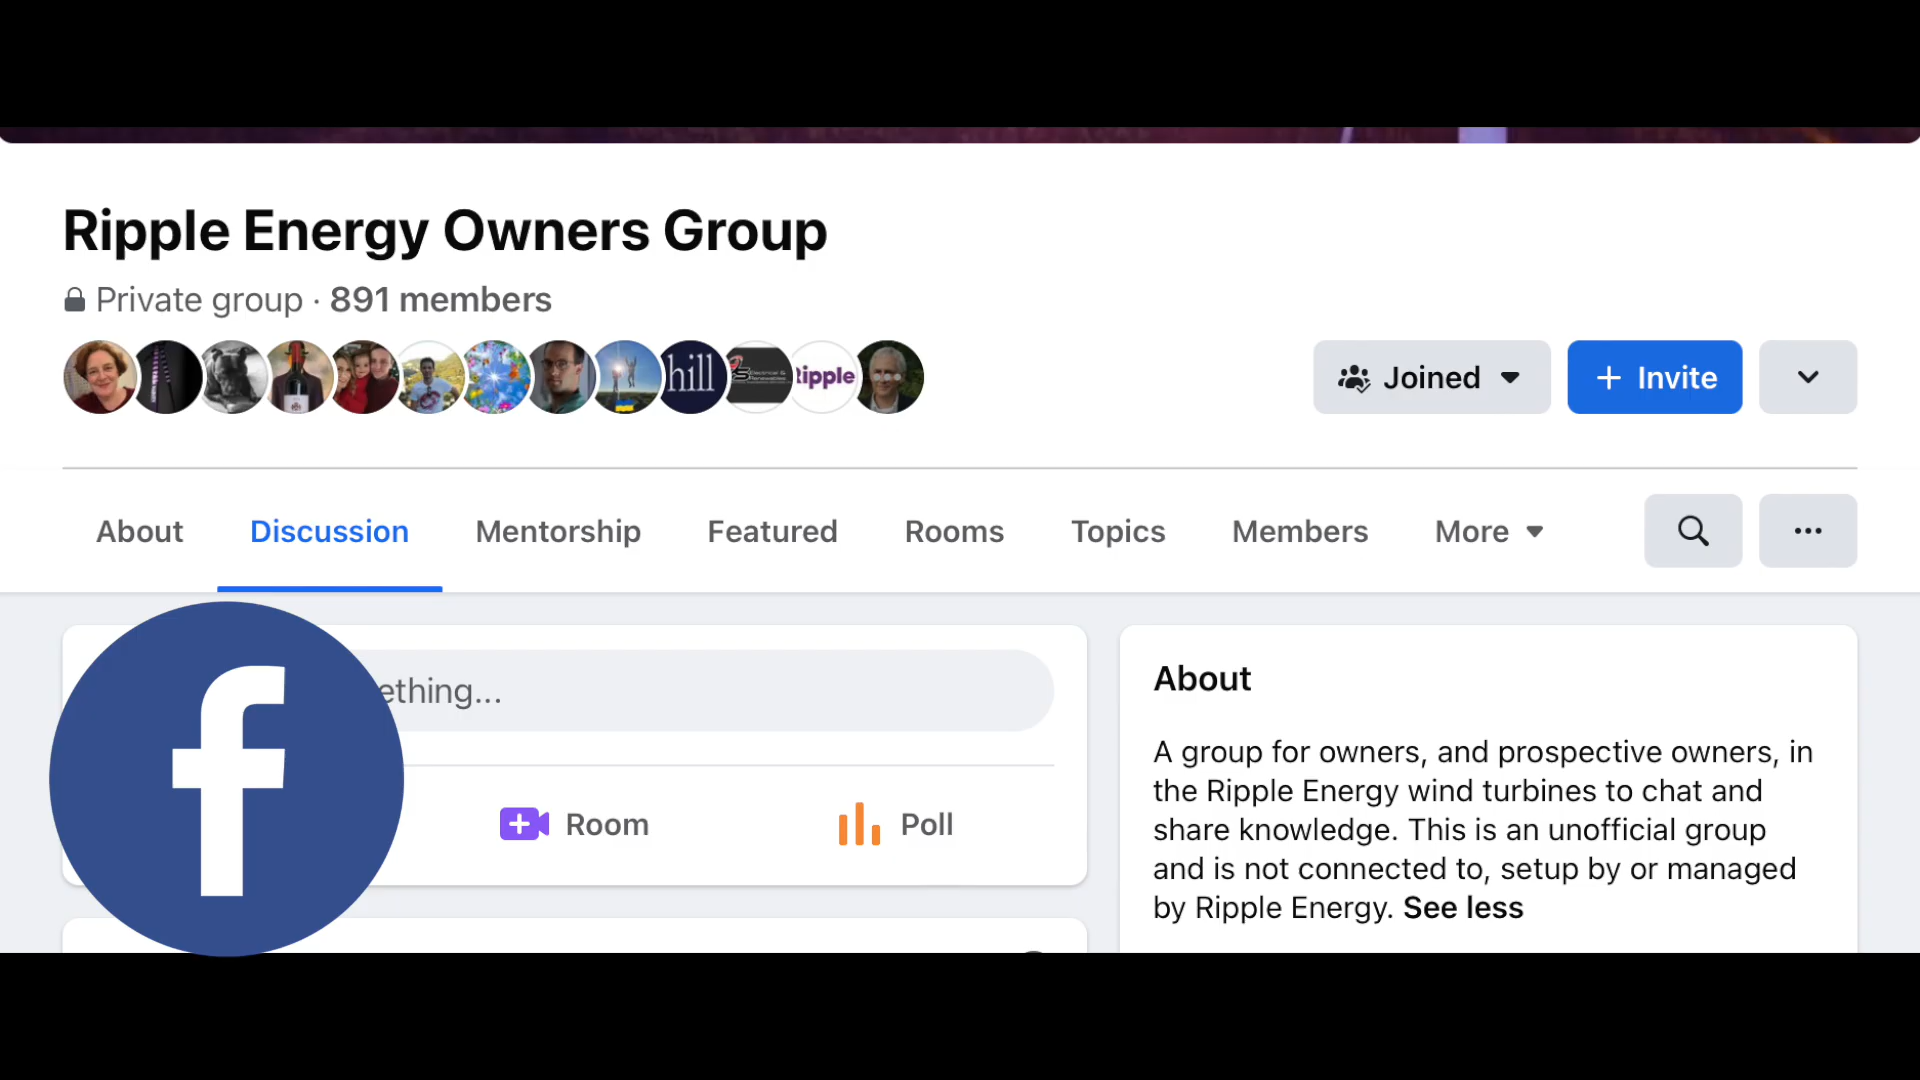 Ripple Energy Owners Group
Private group · 891 members
hill
Electrical &
Ripple
Joined
+ Invite
About
Discussion
Mentorship
Featured
Rooms
Topics
Members
More
f
ething...
Room
Poll
About
A group for owners, and prospective owners, in
the Ripple Energy wind turbines to chat and
share knowledge. This is an unofficial group
and is not connected to, setup by or managed
by Ripple Energy. See less